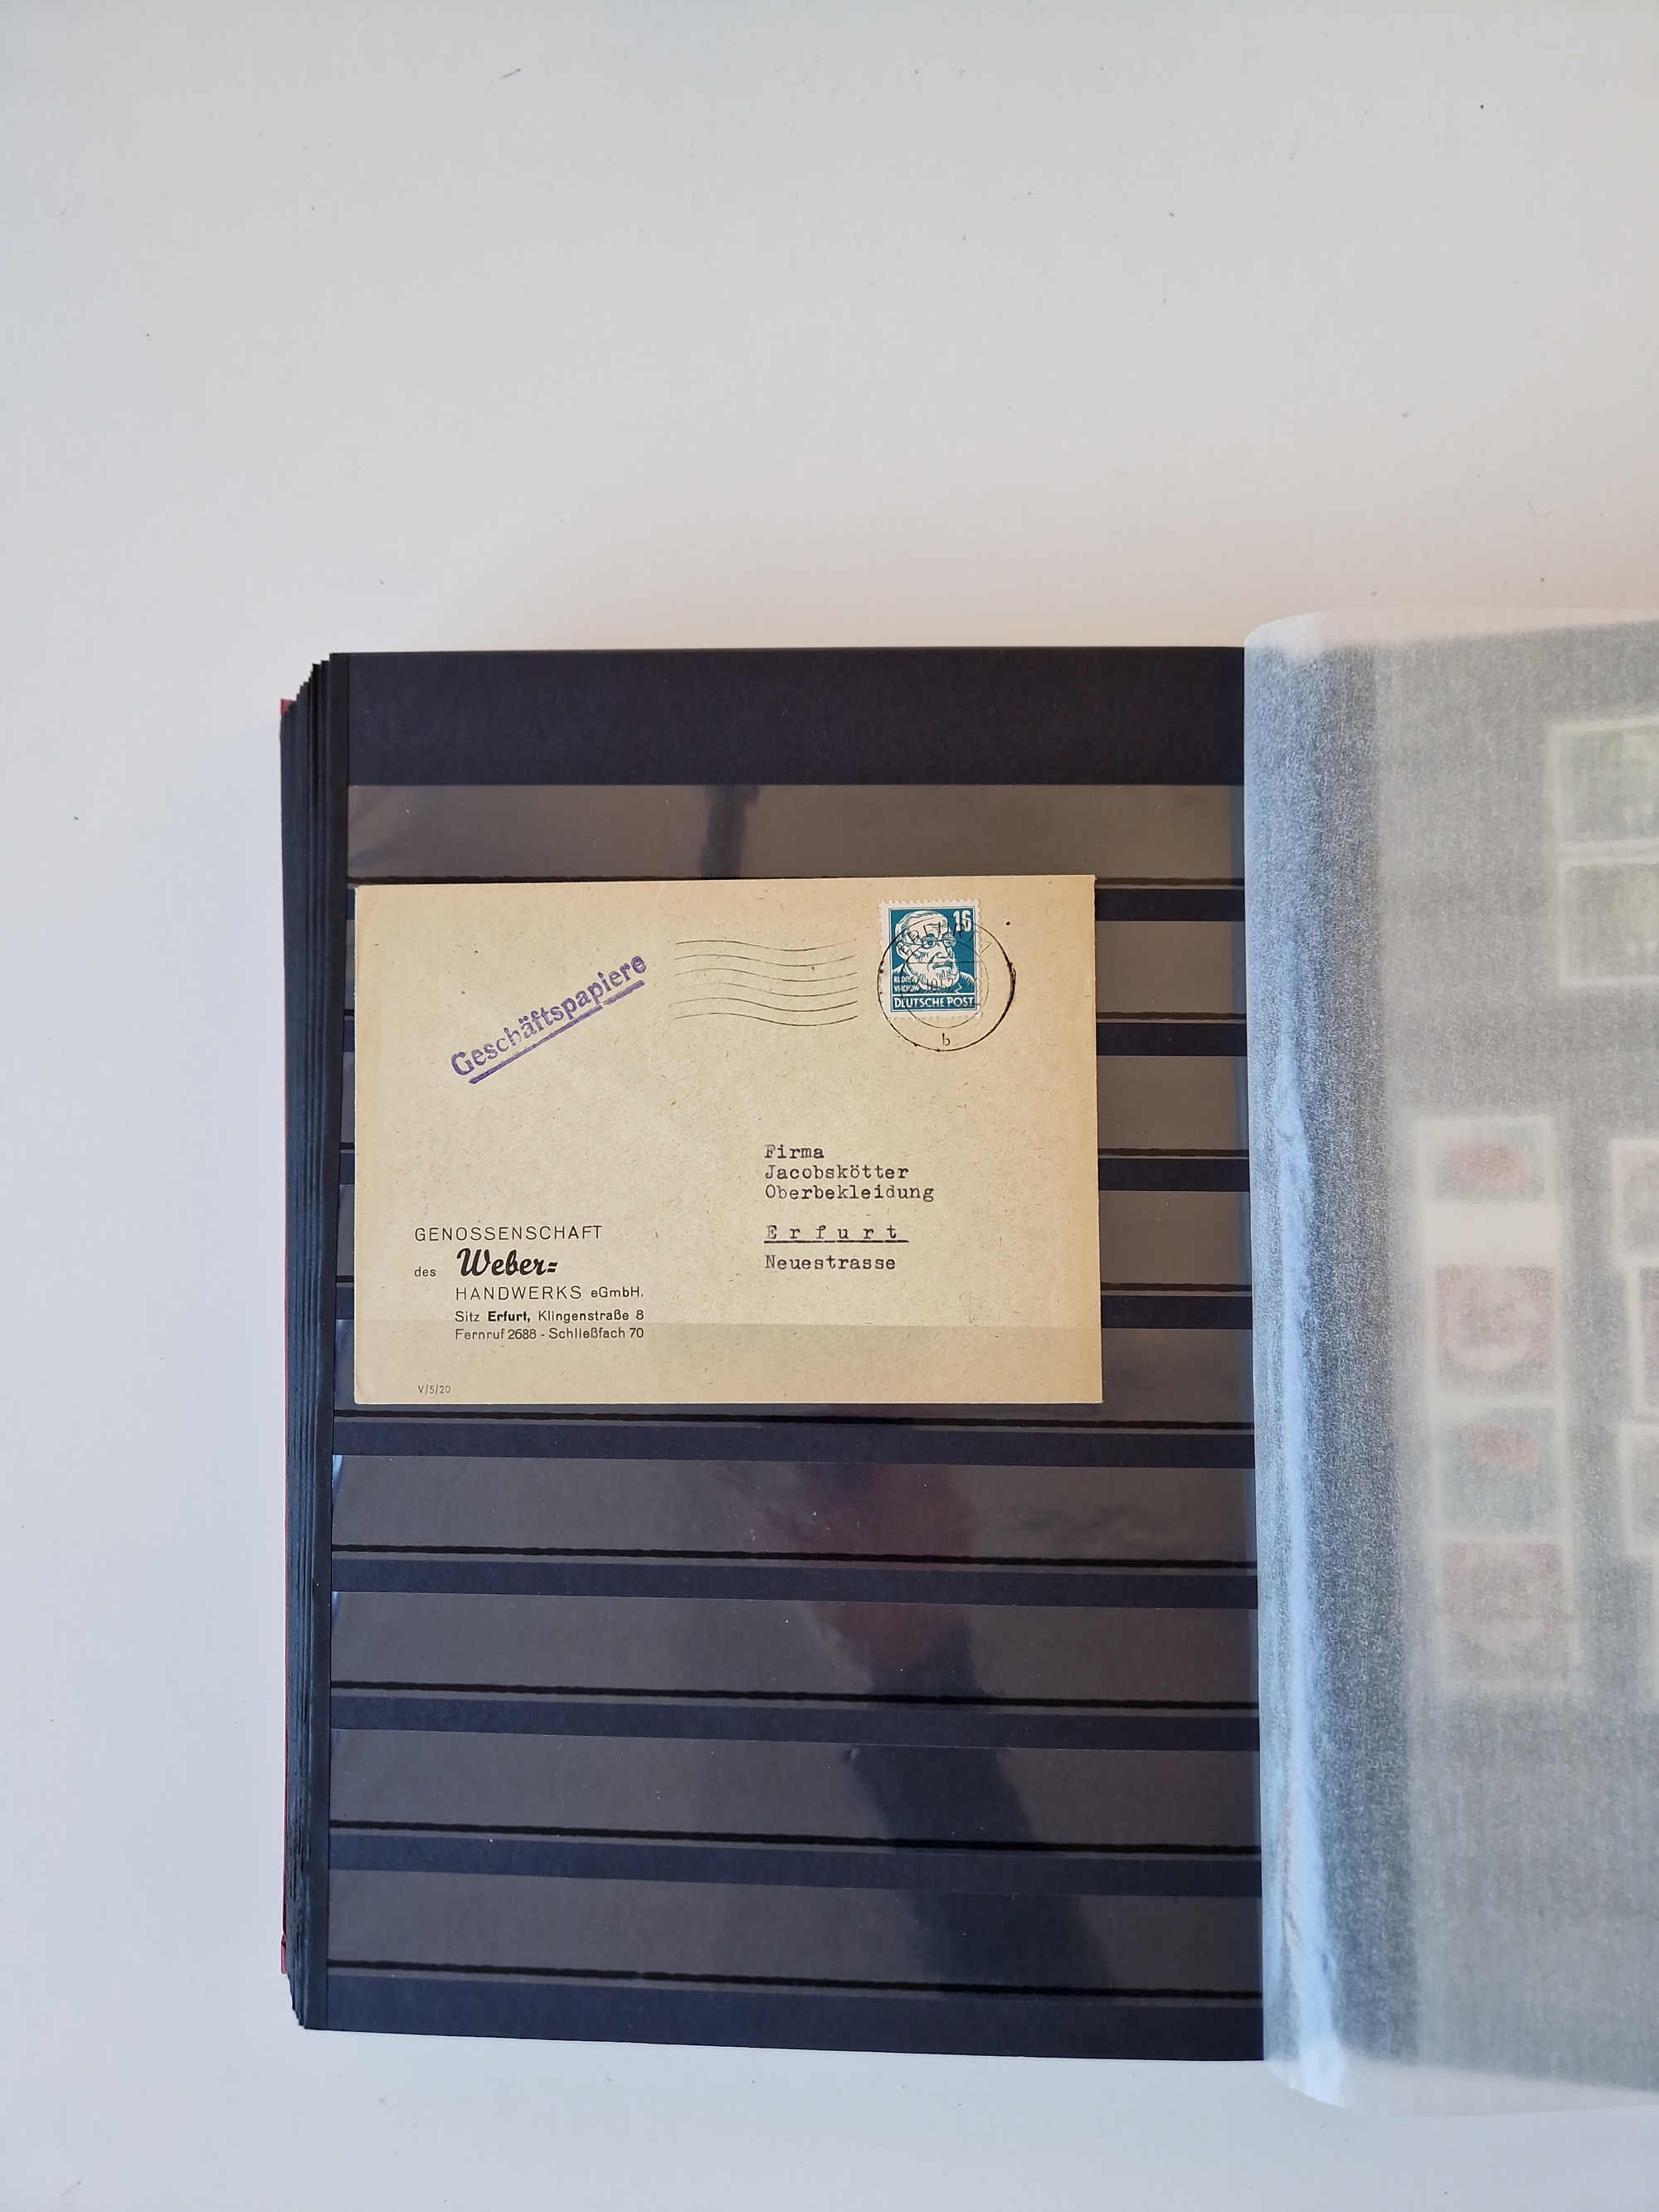 Geschäftspapiere
16
DEUTSCHE POST
b
Firma
Jacobskötter
Oberbekleidung
Erfurt
Neuestrasse
GENOSSENSCHAFT
des Weber=
HANDWERKS eGmbH.
Sitz Erfurt, Klingenstraße 8
Fernruf 2688 - Schließfach 70
V/5/20